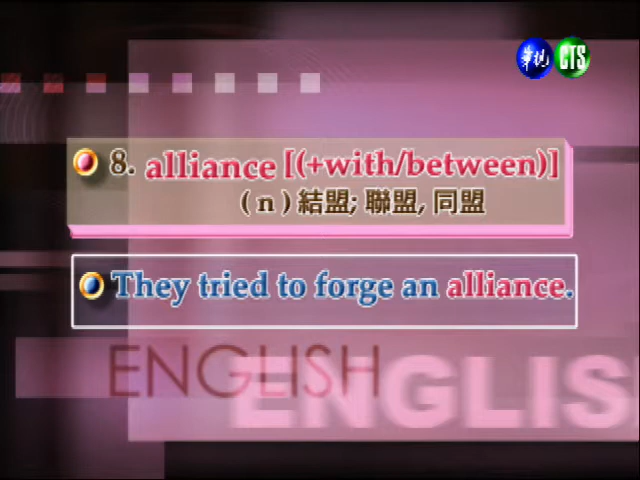 華視 CTS
8. alliance [(+with/between)]
( n ) 結盟; 聯盟, 同盟
They tried to forge an alliance.
ENGLISH
ENGLIS